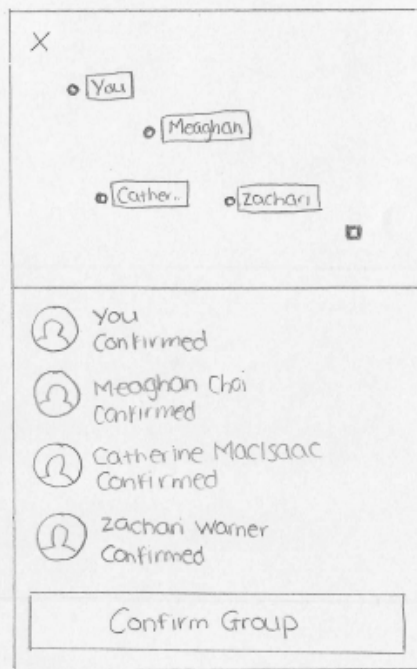 X
You
Meaghan
Cather..
Zachari
You
Confirmed
Meaghan Choi
Confirmed
Catherine MacIsaac
Confirmed
Zachari Warner
Confirmed
Confirm Group